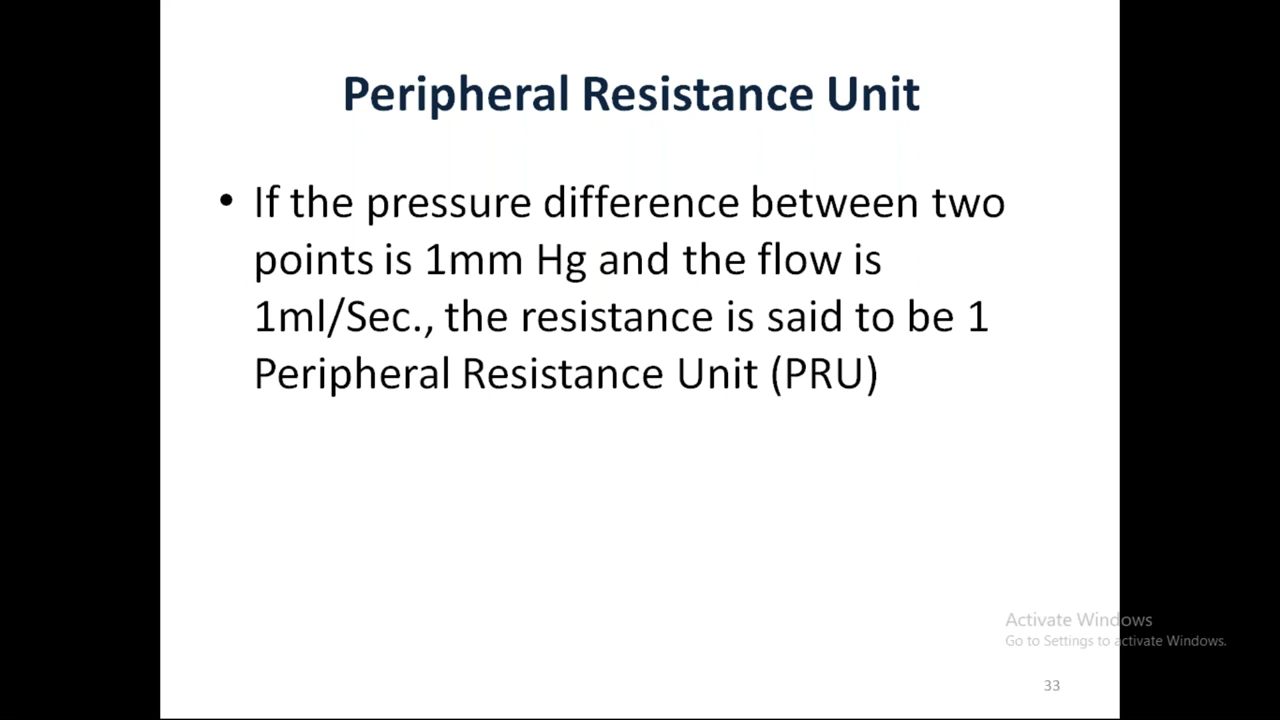 Peripheral Resistance Unit
• If the pressure difference between two
points is 1mm Hg and the flow is
1ml/Sec., the resistance is said to be 1
Peripheral Resistance Unit (PRU)
Activate Windows
Go to Settings to activate Windows.
33